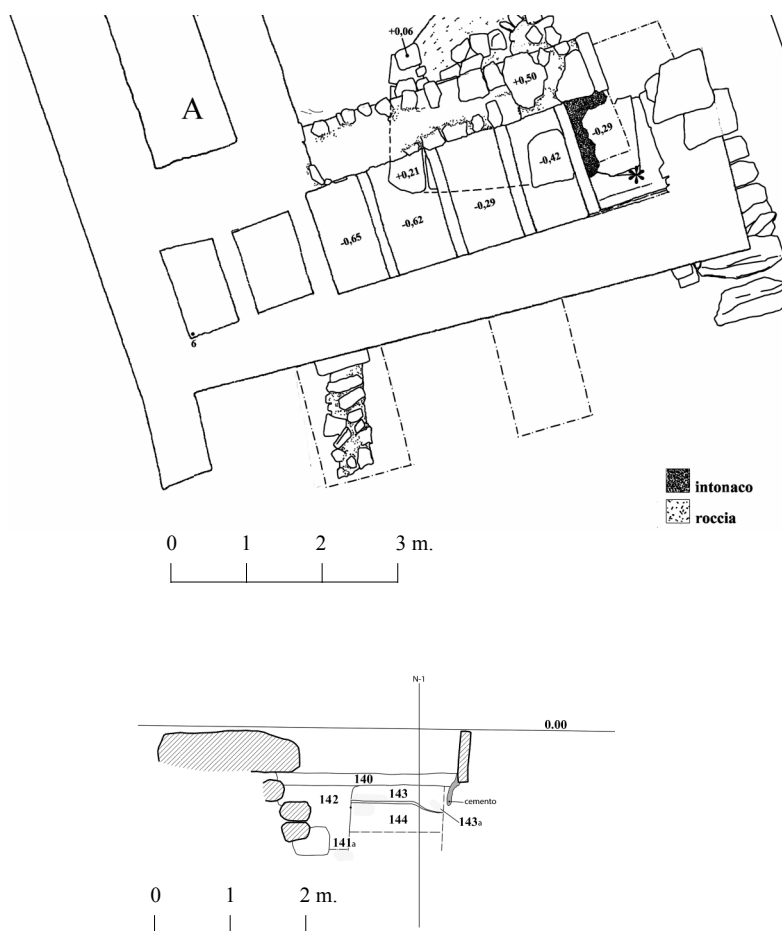 +0,06
+0,50
A
-0,29
-0,42
+0,21
*
-0,29
-0,62
-0,65
6
intonaco
roccia
0 1 2 3 m.
N-1
0.00
140
142 143
cemento
144 143a
141a
0 1 2 m.